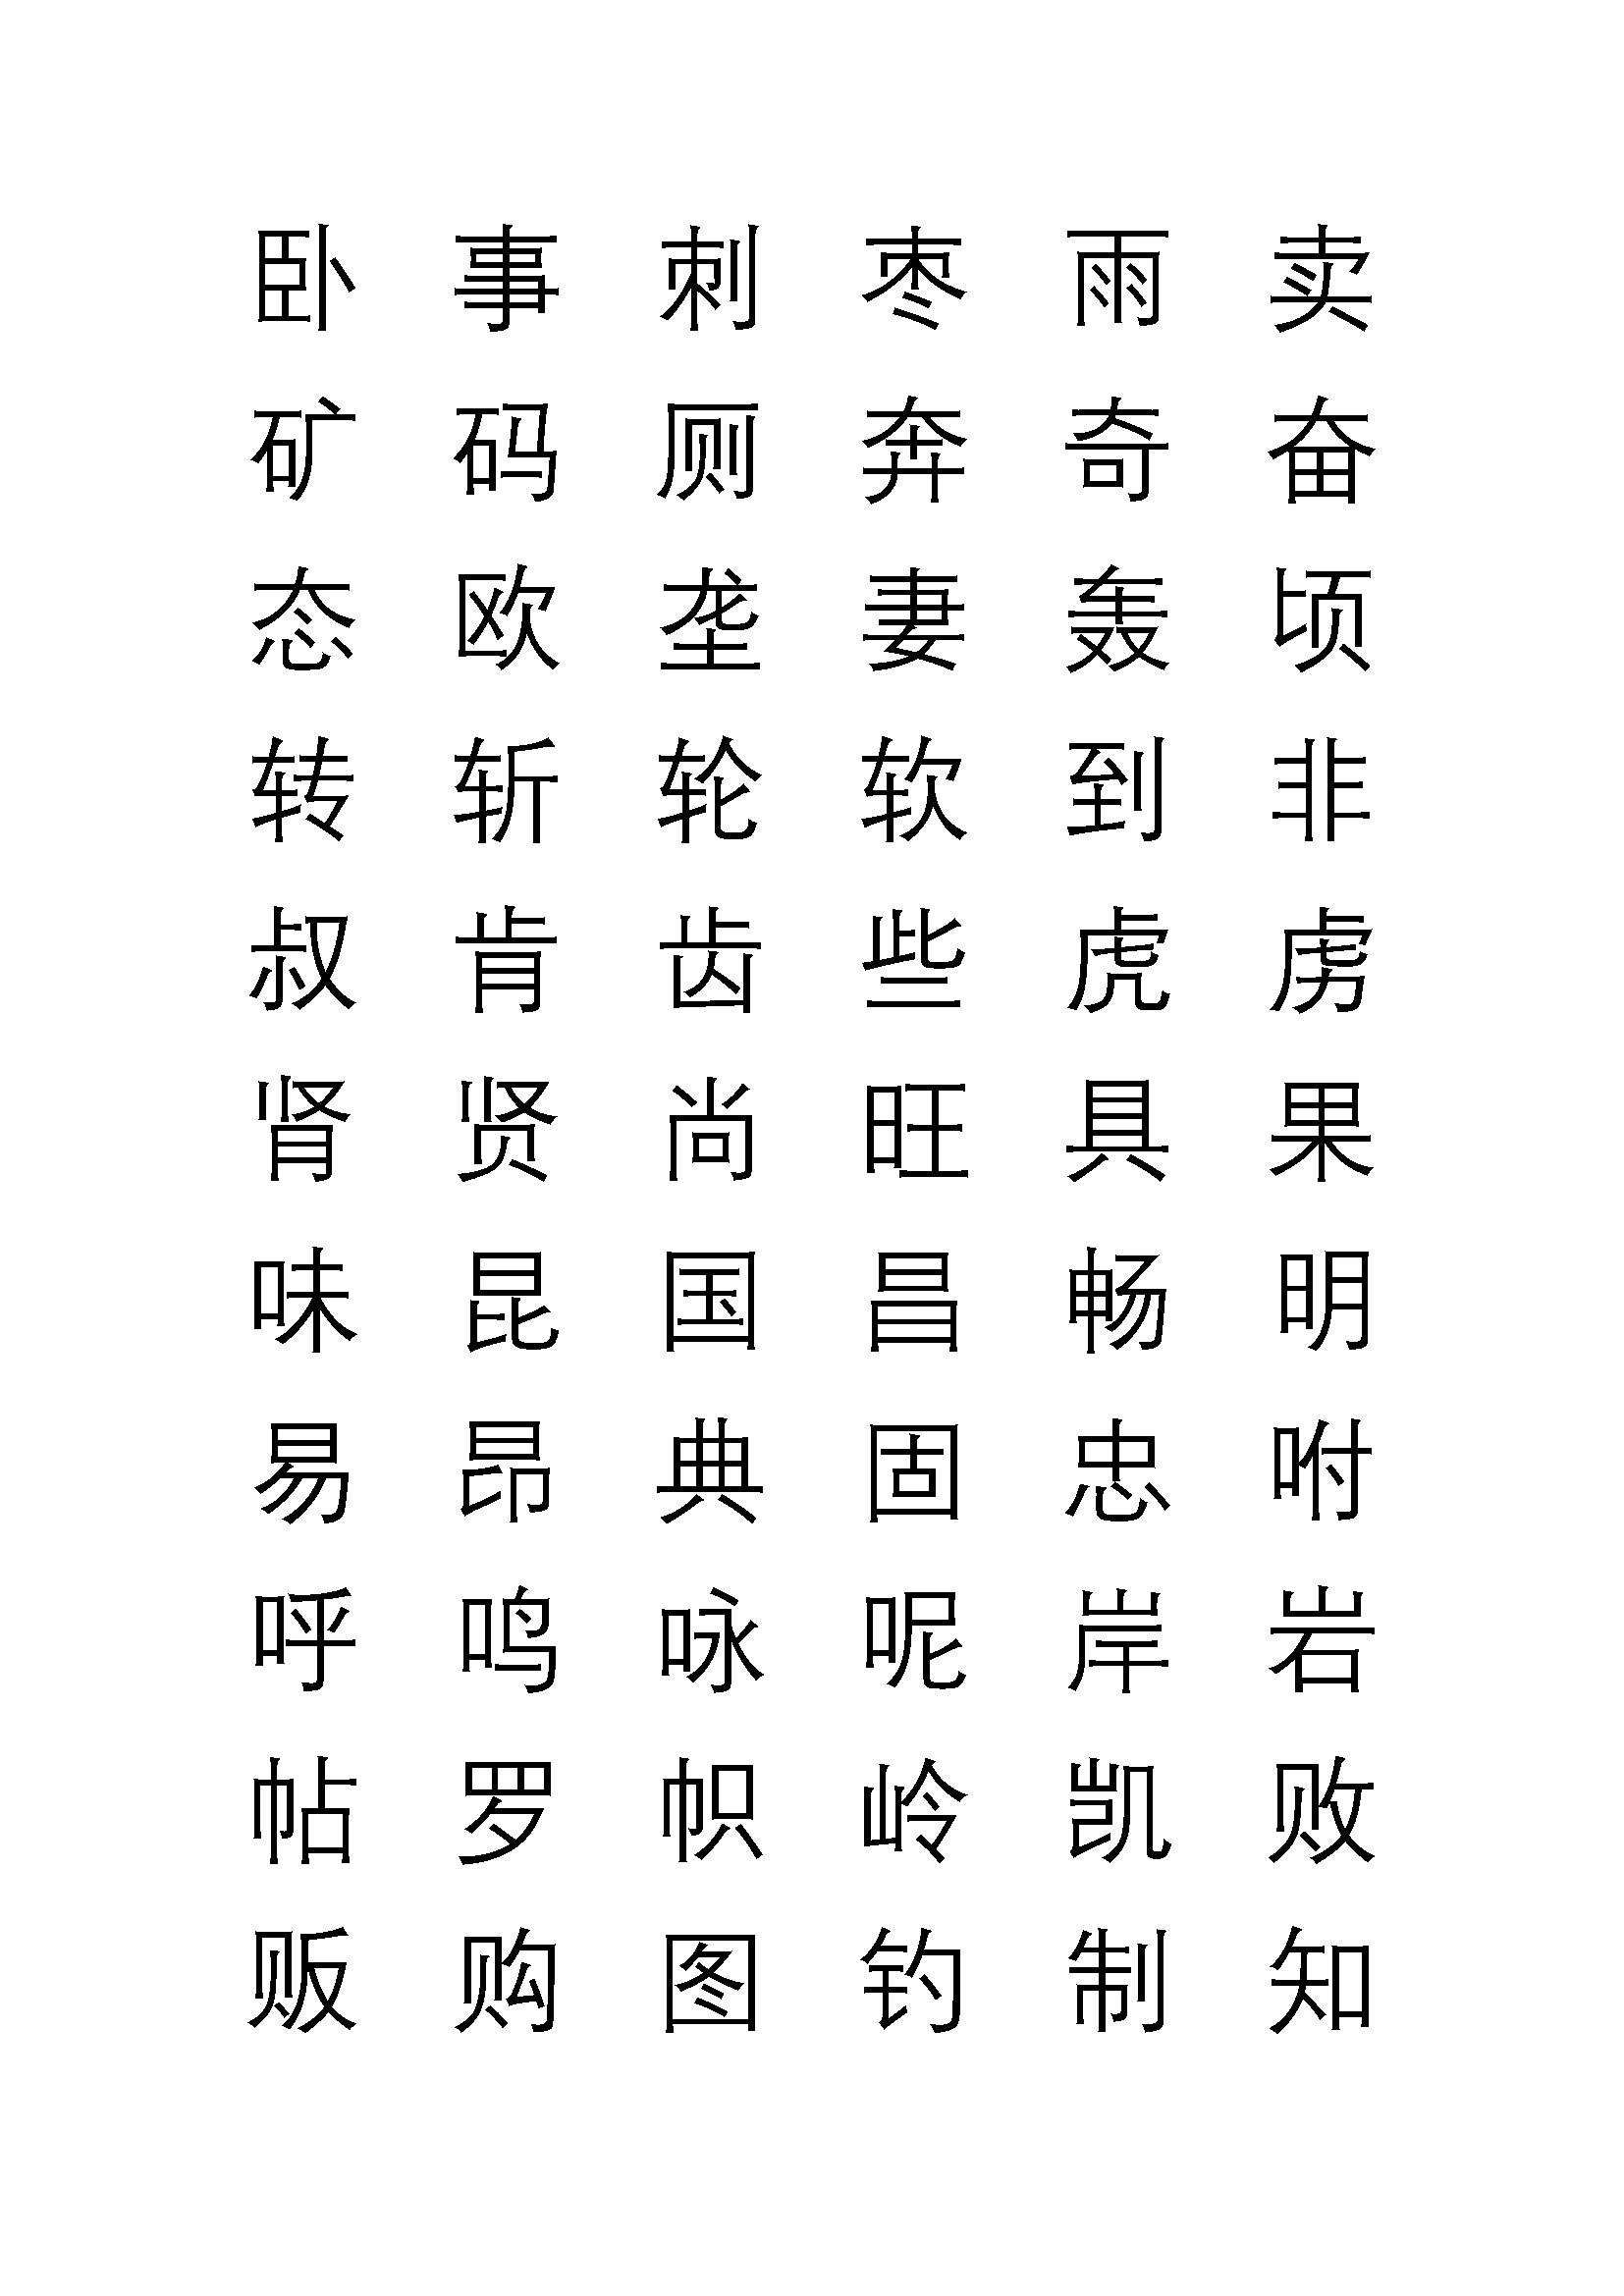 卧 事 刺 枣 雨 卖
矿 码 厕 奔 奇 奋
态 欧 垄 妻 轰 顷
转 斩 轮 软 到 非
叔 肯 齿 些 虎 虏
肾 贤 尚 旺 具 果
味 昆 国 昌 畅 明
易 昂 典 固 忠 咐
呼 鸣 咏 呢 岸 岩
帖 罗 帜 岭 凯 败
贩 购 图 钓 制 知